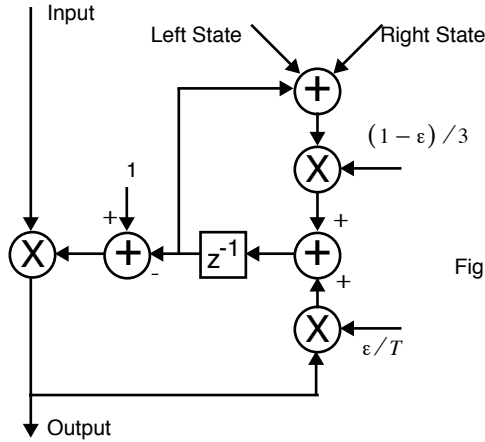 Input
Left State
Right State
+
(1 − ε) / 3
X
1
+
+
X
+
-
z⁻¹
+
+
Fig
X
ε / T
Output